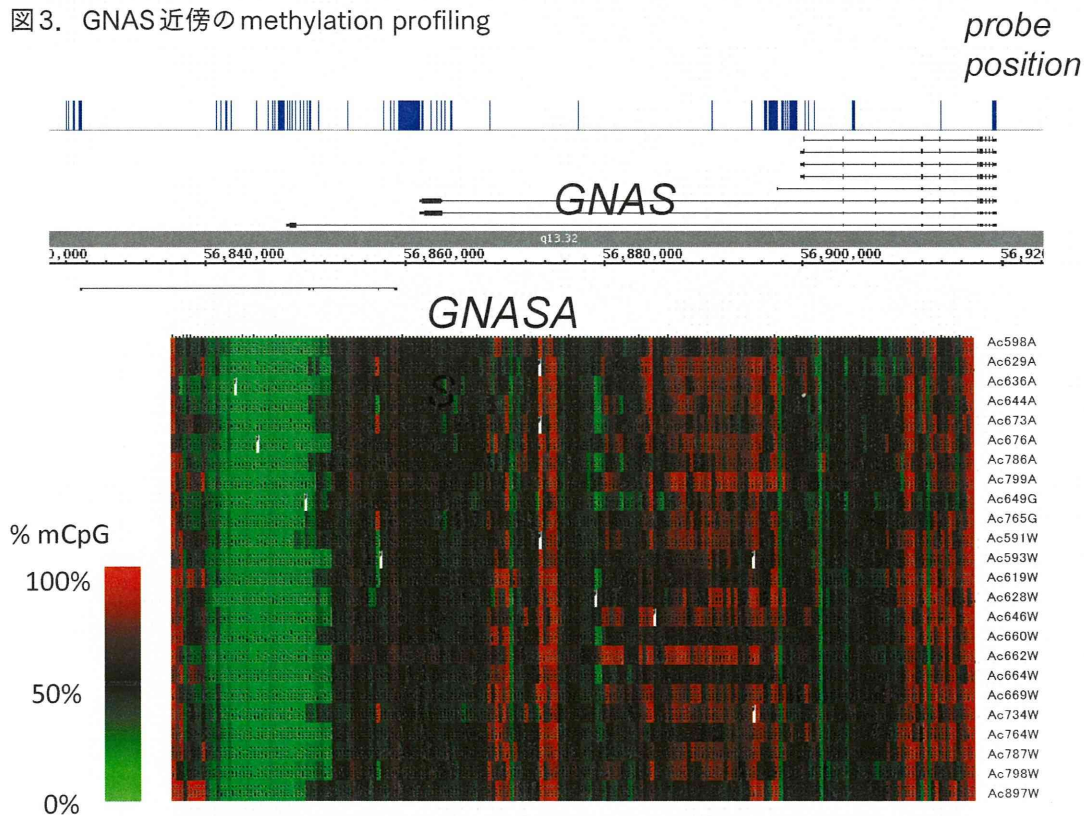 図3. GNAS近傍のmethylation profiling
probe
position
GNAS
q13.32
56,840,000
56,860,000
56,880,000
56,900,000
56,920
GNASA
S
Ac598A
Ac629A
Ac636A
Ac644A
Ac673A
Ac676A
Ac786A
Ac799A
Ac649G
Ac765G
Ac591W
Ac593W
Ac619W
Ac628W
Ac646W
Ac660W
Ac662W
Ac664W
Ac669W
Ac734W
Ac764W
Ac787W
Ac798W
Ac897W
% mCpG
100%
50%
0%